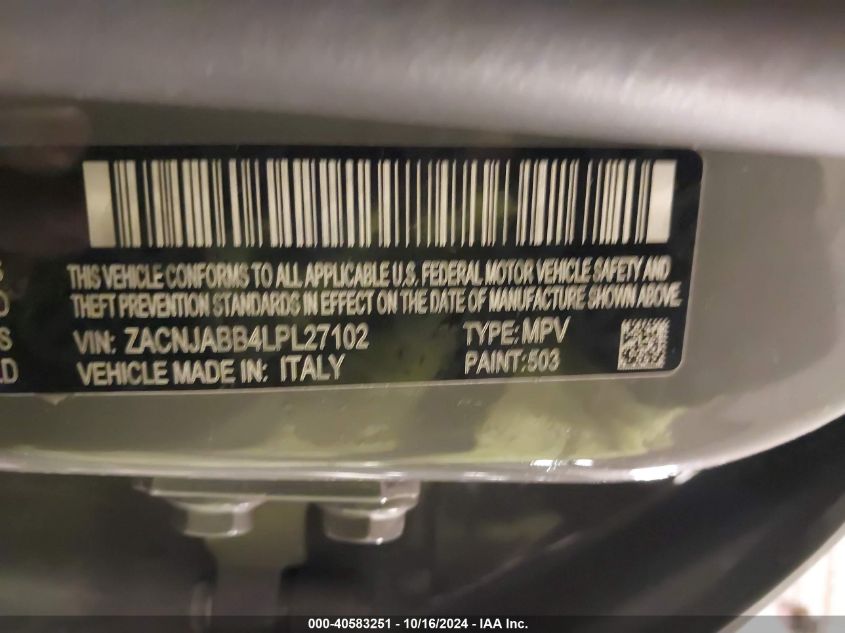 THIS VEHICLE CONFORMS TO ALL APPLICABLE U.S. FEDERAL MOTOR VEHICLE SAFETY AND
THEFT PREVENTION STANDARDS IN EFFECT ON THE DATE OF MANUFACTURE SHOWN ABOVE.
VIN: ZACNJABB4LPL27102 TYPE: MPV
VEHICLE MADE IN: ITALY PAINT: 503
000-40583251 - 10/16/2024 - IAA Inc.